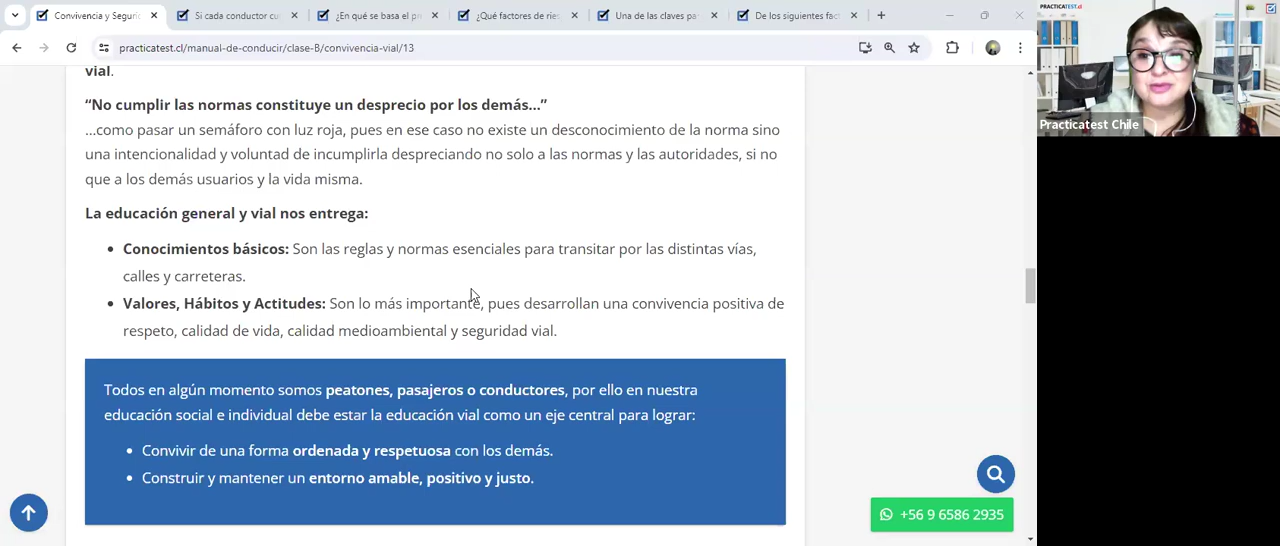 Convivencia y Seguri
Si cada conductor cu
¿En qué se basa el pr
¿Qué factores de rie
Una de las claves pa
De los siguientes fact
practicatest.cl/manual-de-conducir/clase-B/convivencia-vial/13
PRACTICATEST.cl
Practicatest Chile
vial.
“No cumplir las normas constituye un desprecio por los demás...”
...como pasar un semáforo con luz roja, pues en ese caso no existe un desconocimiento de la norma sino
una intencionalidad y voluntad de incumplirla despreciando no solo a las normas y las autoridades, si no
que a los demás usuarios y la vida misma.
La educación general y vial nos entrega:
Conocimientos básicos: Son las reglas y normas esenciales para transitar por las distintas vías,
calles y carreteras.
Valores, Hábitos y Actitudes: Son lo más importante, pues desarrollan una convivencia positiva de
respeto, calidad de vida, calidad medioambiental y seguridad vial.
Todos en algún momento somos peatones, pasajeros o conductores, por ello en nuestra
educación social e individual debe estar la educación vial como un eje central para lograr:
Convivir de una forma ordenada y respetuosa con los demás.
Construir y mantener un entorno amable, positivo y justo.
+56 9 6586 2935